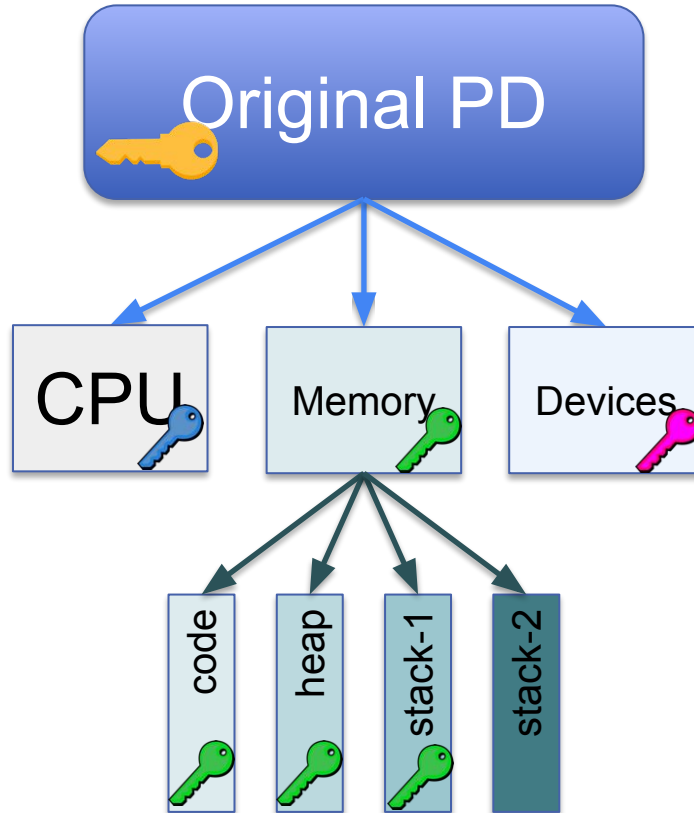 Original PD
CPU
Memory
Devices
code
heap
stack-1
stack-2